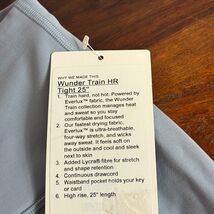 WHY WE MADE THIS
Wunder Train HR
Tight 25"
1. Train hard, not hot. Powered by
Everlux™ fabric, the Wunder
Train collection manages heat
and sweat so you stay
comfortable and focused
2. Our fastest drying fabric,
Everlux™ is ultra-breathable,
four-way stretch, and wicks
away sweat. It feels soft on
the outside and cool and sleek
next to skin
3. Added Lycra® fibre for stretch
and shape retention
4. Continuous drawcord
5. Waistband pocket holds your key
or card
6. High rise, 25" length